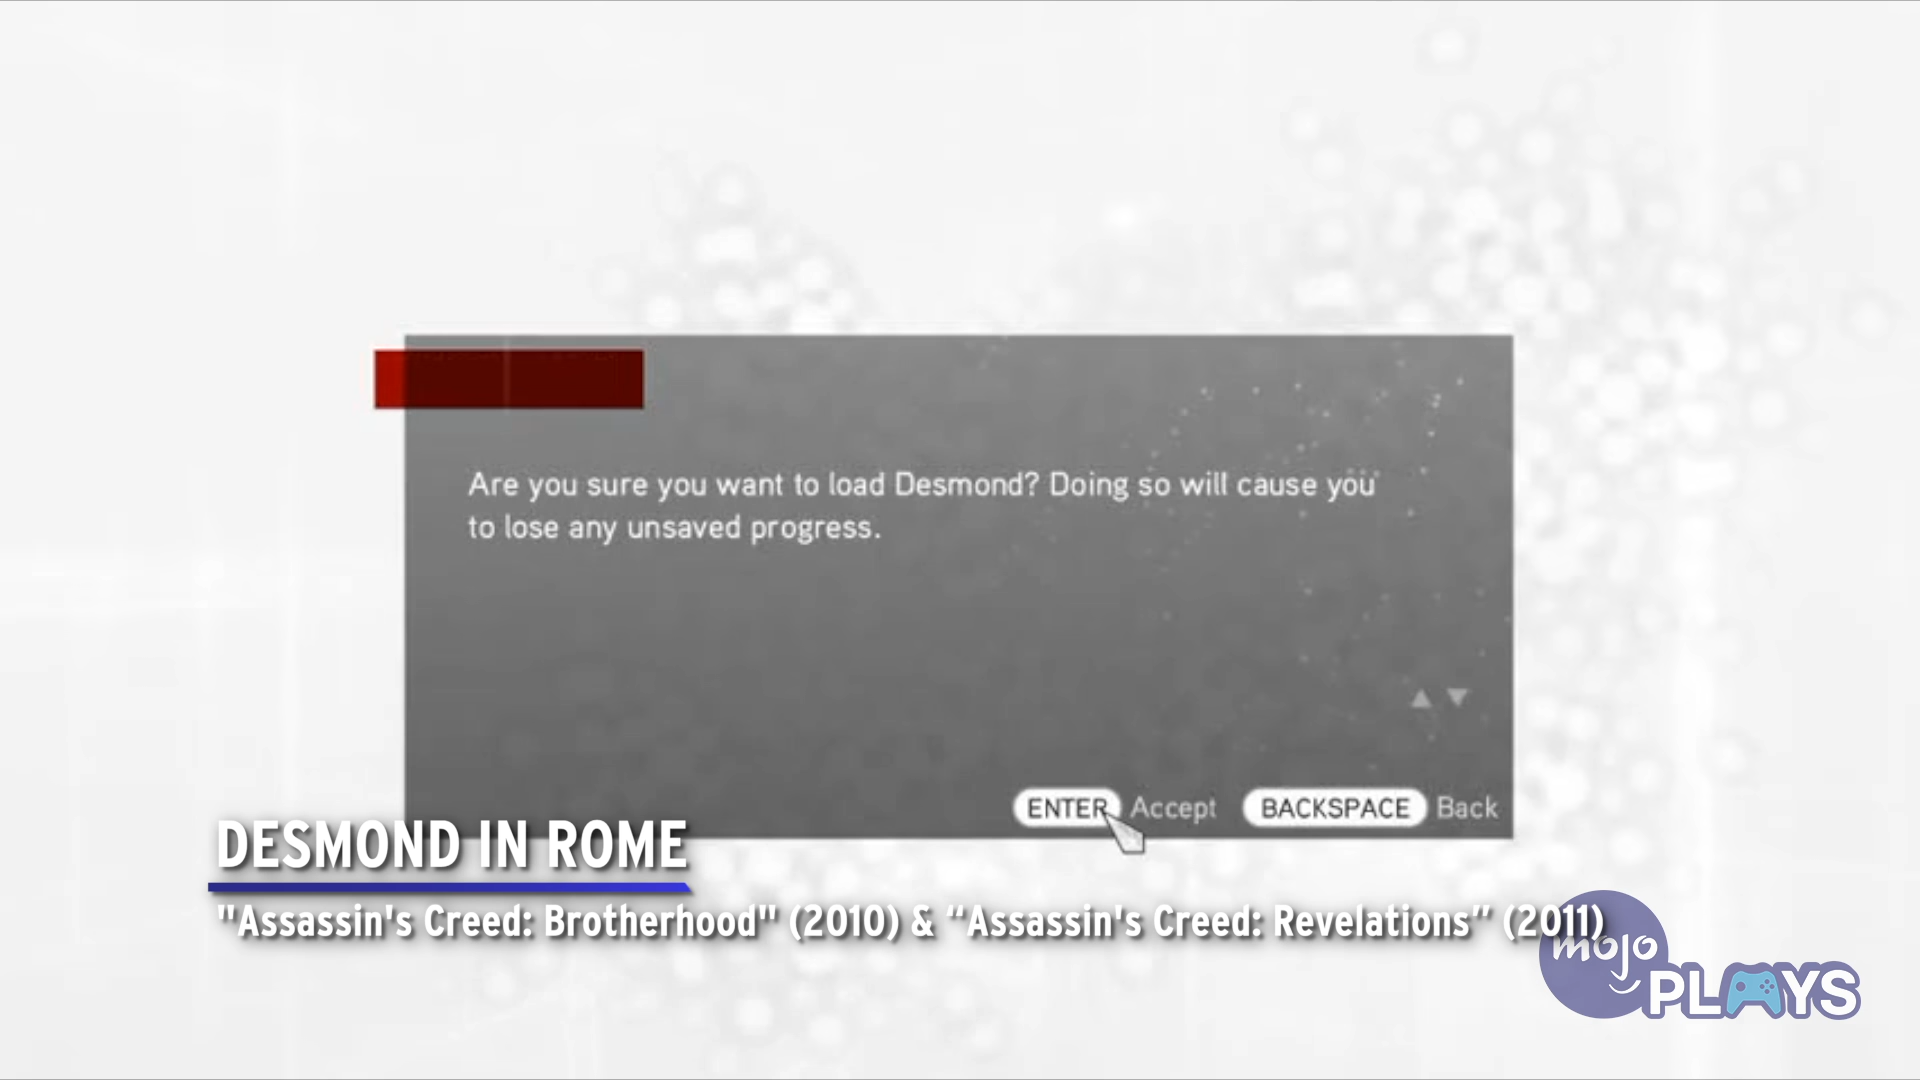 Are you sure you want to load Desmond? Doing so will cause you
to lose any unsaved progress.
ENTER Accept BACKSPACE Back
DESMOND IN ROME
"Assassin's Creed: Brotherhood" (2010) & “Assassin's Creed: Revelations” (2011)
mojo
PLAYS